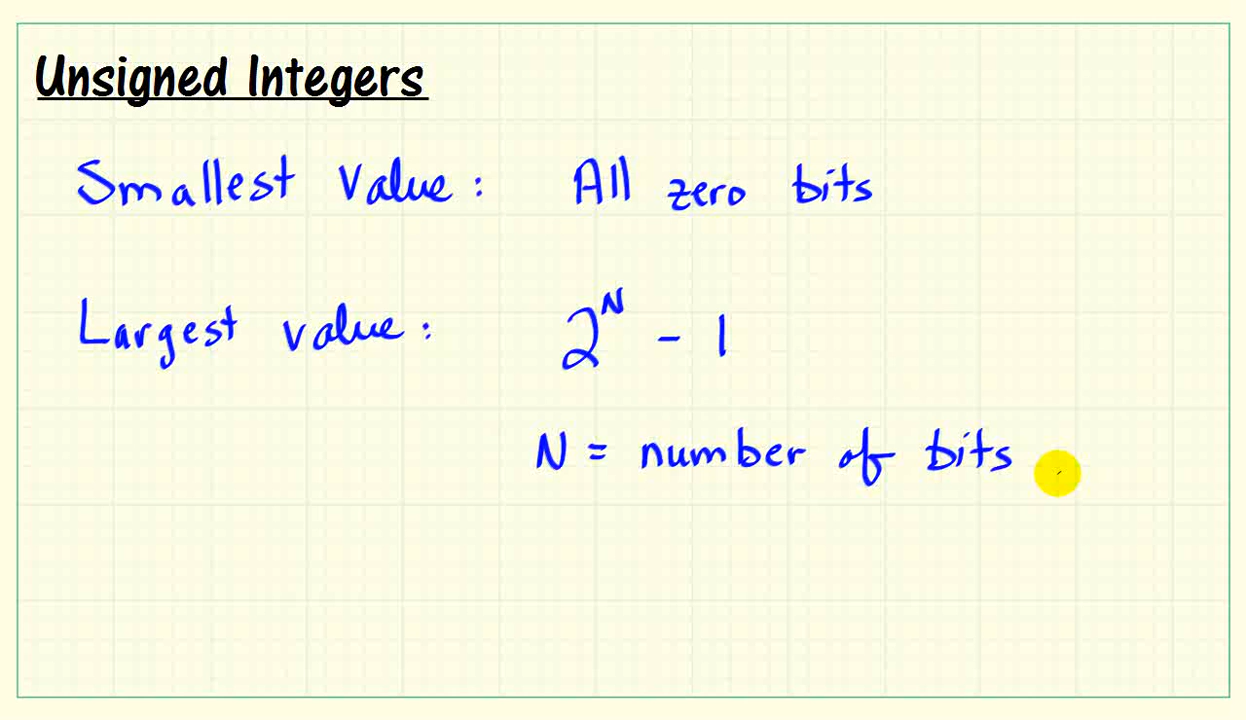 Unsigned Integers
Smallest Value: All zero bits
Largest value: 2^N - 1
N = number of bits